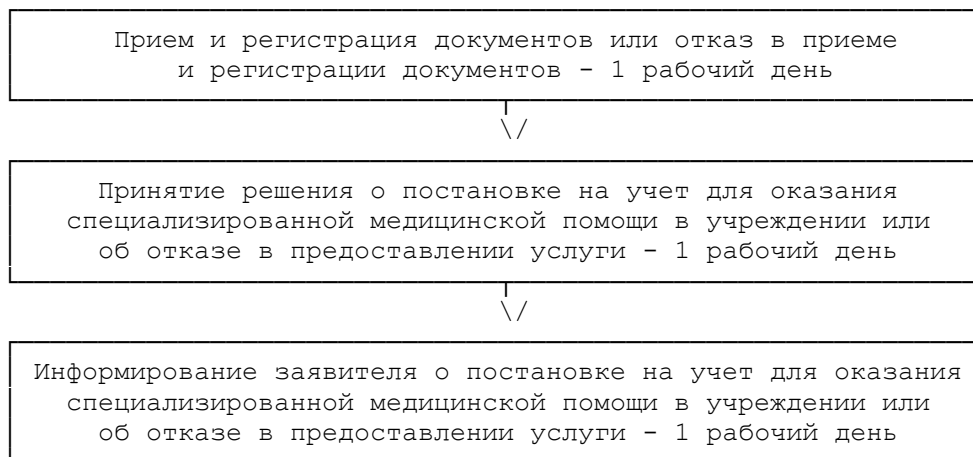 Прием и регистрация документов или отказ в приеме
и регистрации документов - 1 рабочий день
\/
Принятие решения о постановке на учет для оказания
специализированной медицинской помощи в учреждении или
об отказе в предоставлении услуги - 1 рабочий день
\/
Информирование заявителя о постановке на учет для оказания
специализированной медицинской помощи в учреждении или
об отказе в предоставлении услуги - 1 рабочий день